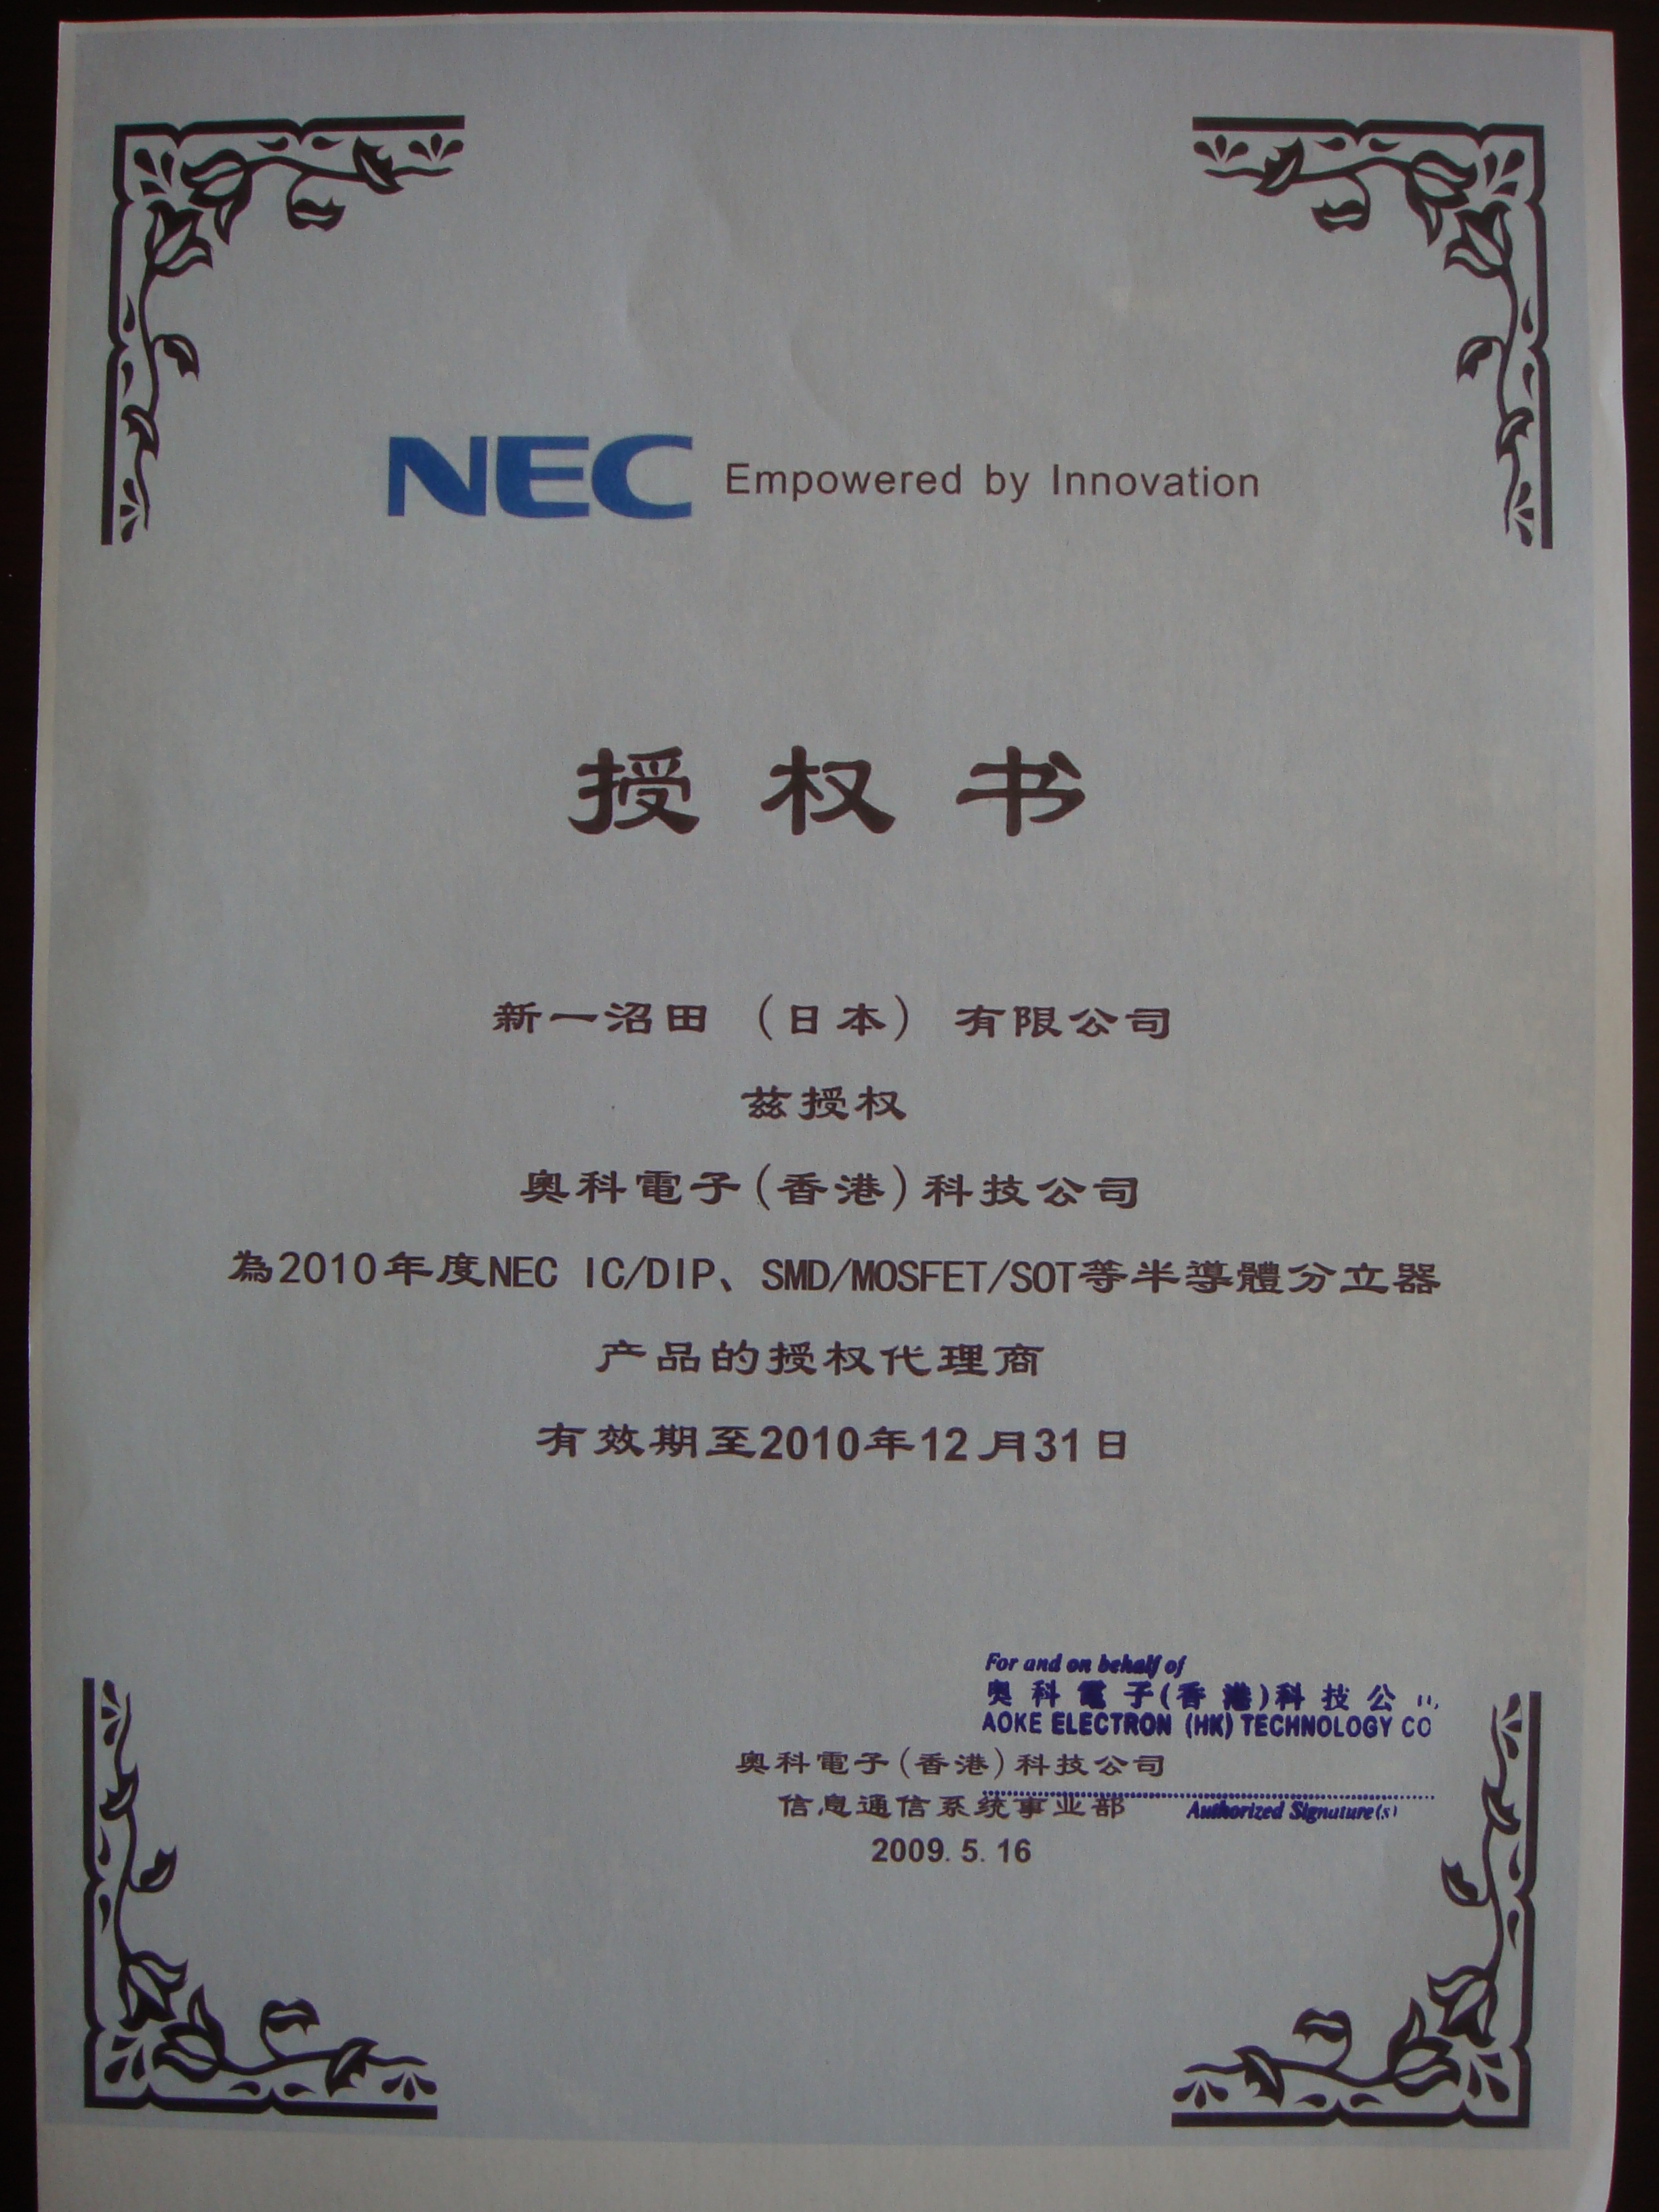 NEC Empowered by Innovation
授权书
新一沼田 （日本） 有限公司
兹授权
奥科電子(香港)科技公司
為2010年度NEC IC/DIP、SMD/MOSFET/SOT等半導體分立器
产品的授权代理商
有效期至2010年12月31日
For and on behalf of
奥科電子(香港)科技公
AOKE ELECTRON (HK) TECHNOLOGY CO
奥科電子(香港)科技公司
信息通信系统事业部
Authorized Signature(s)
2009.5.16